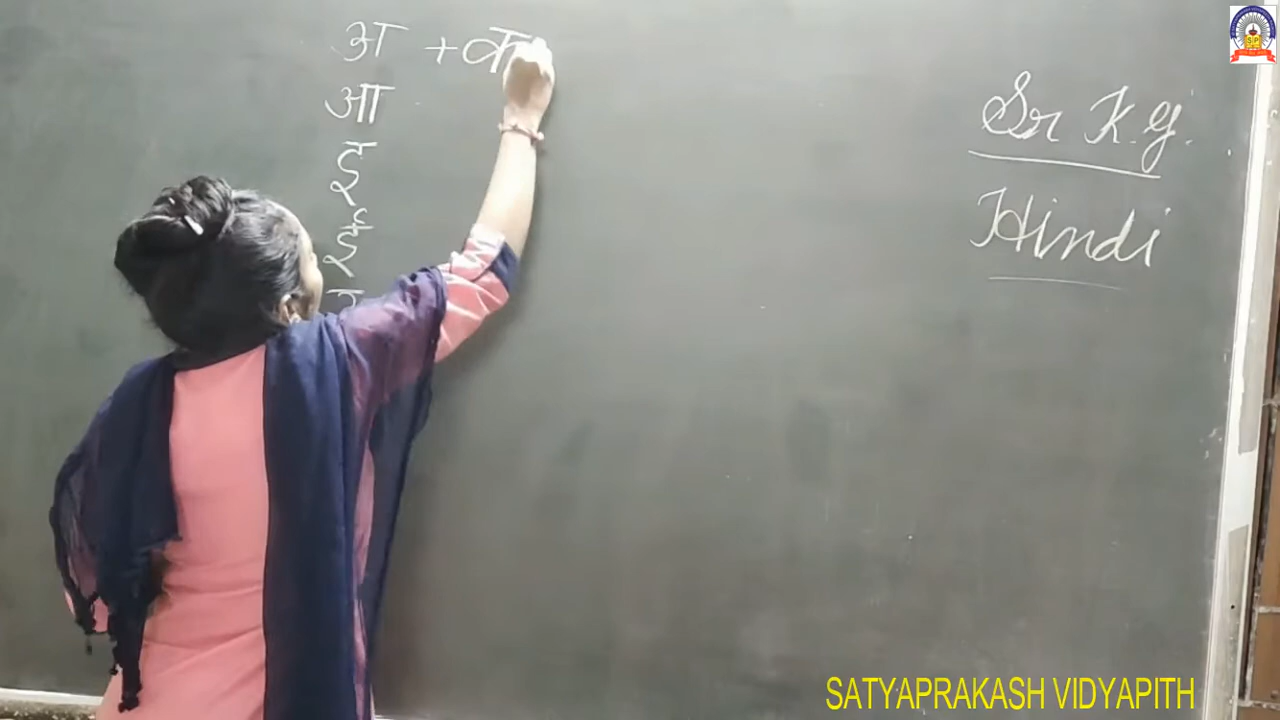 अ + क
आ
इ
ई
Sr K.G.
Hindi
SATYAPRAKASH VIDYAPITH